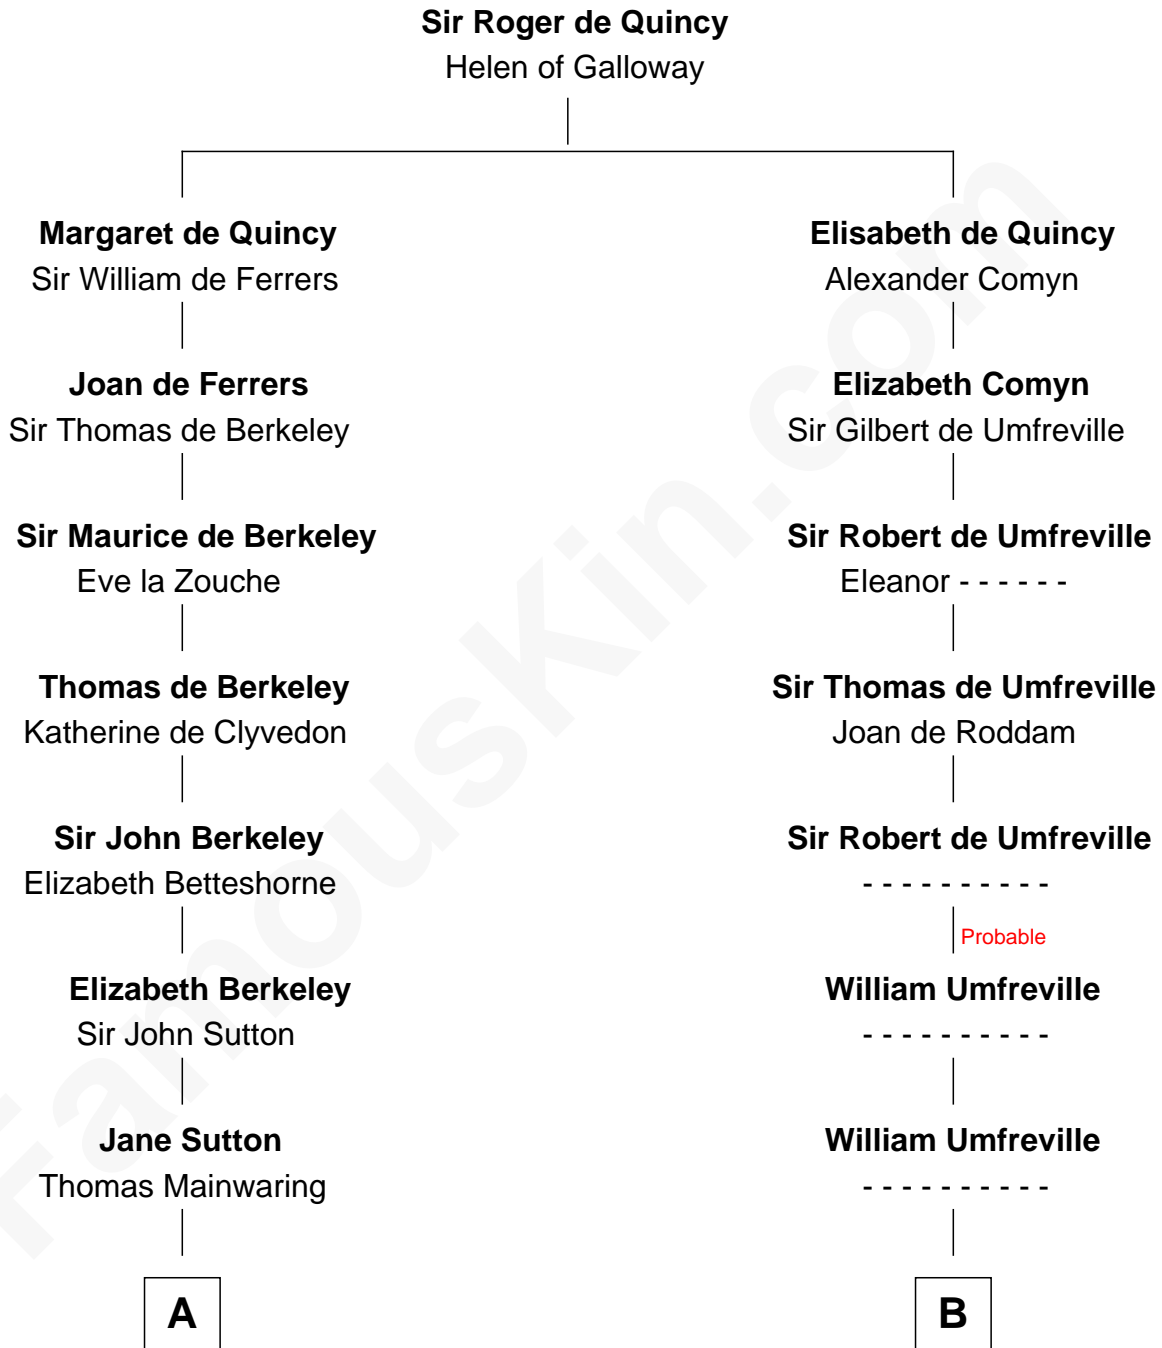 Sir Roger de Quincy
Helen of Galloway
Margaret de Quincy
Sir William de Ferrers
Elisabeth de Quincy
Alexander Comyn
Joan de Ferrers
Sir Thomas de Berkeley
Elizabeth Comyn
Sir Gilbert de Umfreville
Sir Maurice de Berkeley
Eve la Zouche
Sir Robert de Umfreville
Eleanor - - - - - -
Thomas de Berkeley
Katherine de Clyvedon
Sir Thomas de Umfreville
Joan de Roddam
Sir John Berkeley
Elizabeth Betteshorne
Sir Robert de Umfreville
- - - - - - - - - -
Probable
Elizabeth Berkeley
Sir John Sutton
William Umfreville
- - - - - - - - - -
Jane Sutton
Thomas Mainwaring
William Umfreville
- - - - - - - - - -
A
B
FamousKin.com